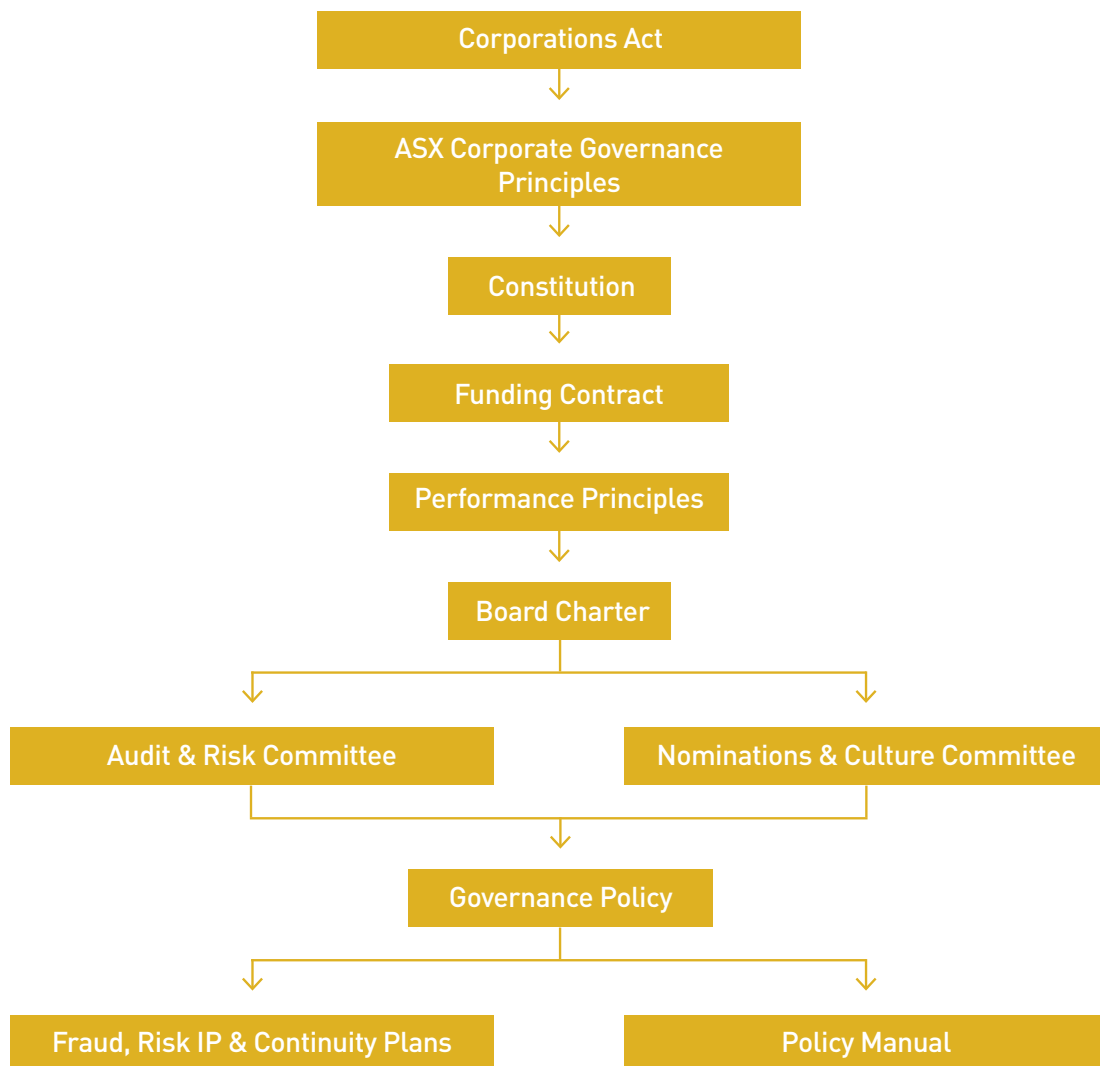 Corporations Act
ASX Corporate Governance
Principles
Constitution
Funding Contract
Performance Principles
Board Charter
Audit & Risk Committee
Nominations & Culture Committee
Governance Policy
Fraud, Risk IP & Continuity Plans
Policy Manual